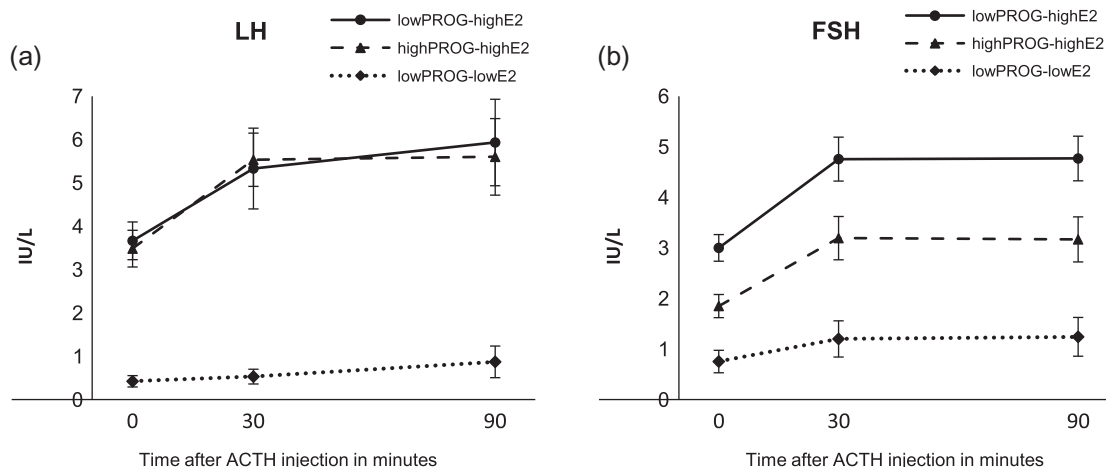 (a)
LH
lowPROG-highE2
highPROG-highE2
lowPROG-lowE2
7
6
5
4
3
2
1
0
IU/L
0 30 90
Time after ACTH injection in minutes
(b)
FSH
lowPROG-highE2
highPROG-highE2
lowPROG-lowE2
6
5
4
3
2
1
0
IU/L
0 30 90
Time after ACTH injection in minutes